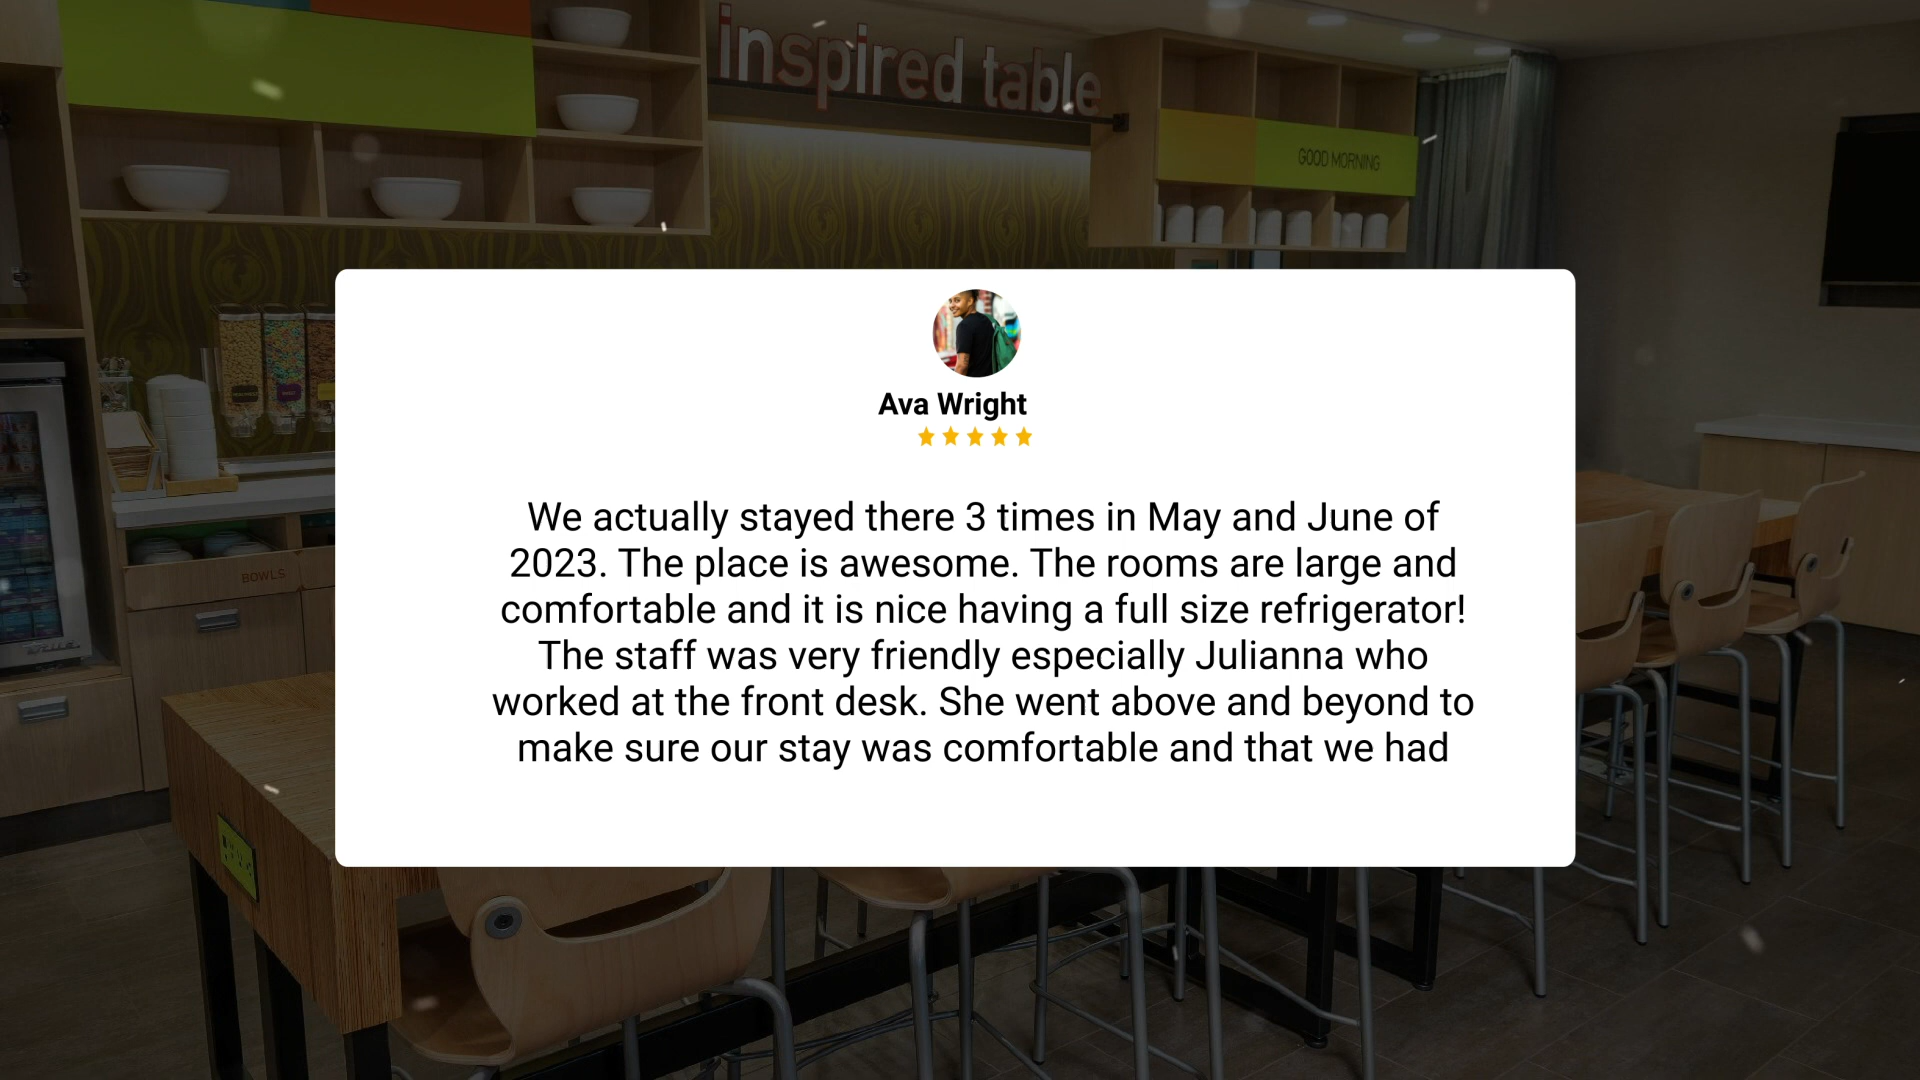 inspired table
GOOD MORNING
BOWLS
Ava Wright
We actually stayed there 3 times in May and June of
2023. The place is awesome. The rooms are large and
comfortable and it is nice having a full size refrigerator!
The staff was very friendly especially Julianna who
worked at the front desk. She went above and beyond to
make sure our stay was comfortable and that we had